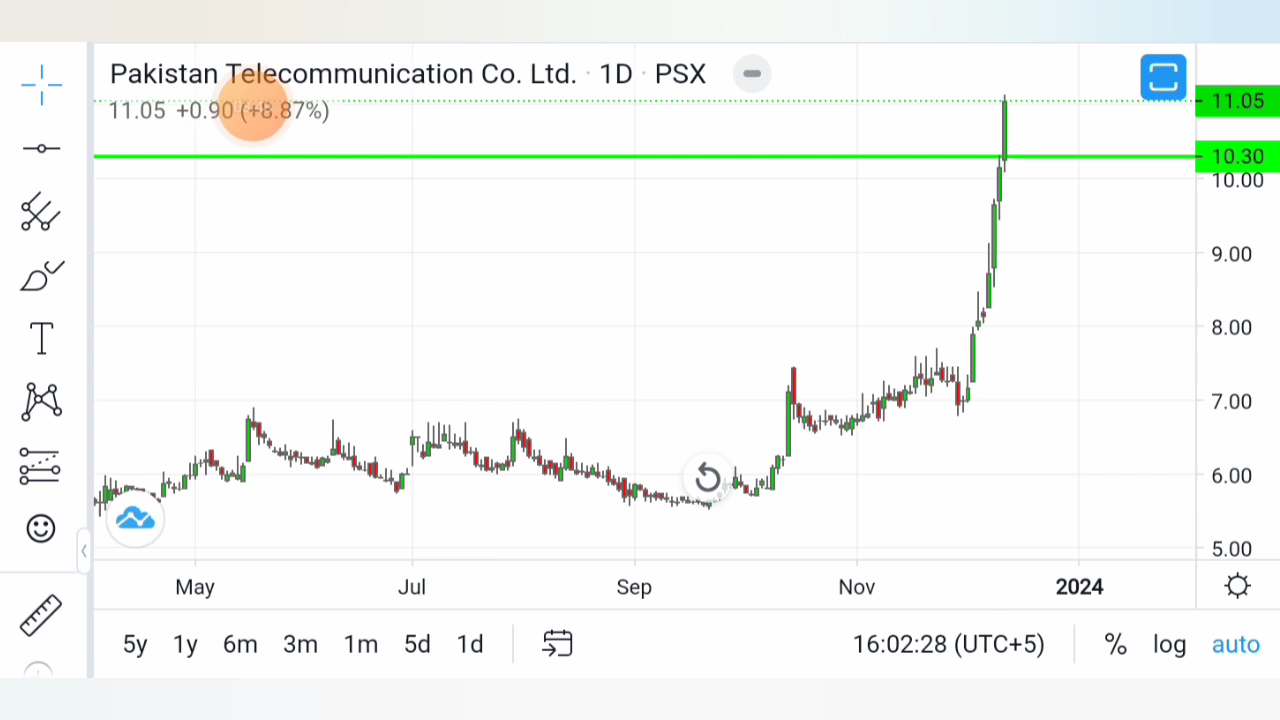 Pakistan Telecommunication Co. Ltd. · 1D · PSX
11.05 +0.90 (+8.87%)
11.05
10.30
10.00
9.00
8.00
7.00
6.00
5.00
May Jul Sep Nov 2024
5y 1y 6m 3m 1m 5d 1d 16:02:28 (UTC+5) % log auto